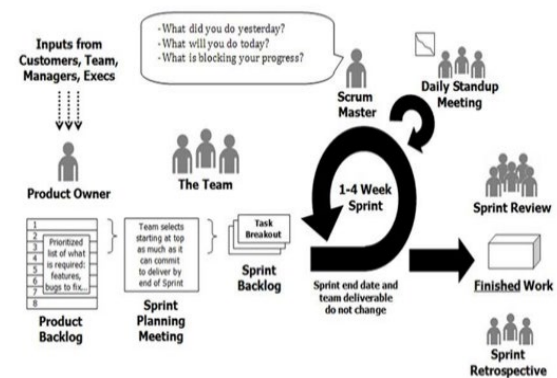 Inputs from
Customers, Team,
Managers, Execs
-What did you do yesterday?
-What will you do today?
-What is blocking your progress?
Scrum
Master
Daily Standup
Meeting
Product Owner
The Team
1-4 Week
Sprint
Sprint Review
1
2
3
4
5
6
7
8
Prioritized
list of what
is required:
features,
bugs to fix...
Team selects
starting at top
as much as it
can commit
to deliver by
end of Sprint
Task
Breakout
Product
Backlog
Sprint
Planning
Meeting
Sprint
Backlog
Sprint end date and
team deliverable
do not change
Finished Work
Sprint
Retrospective